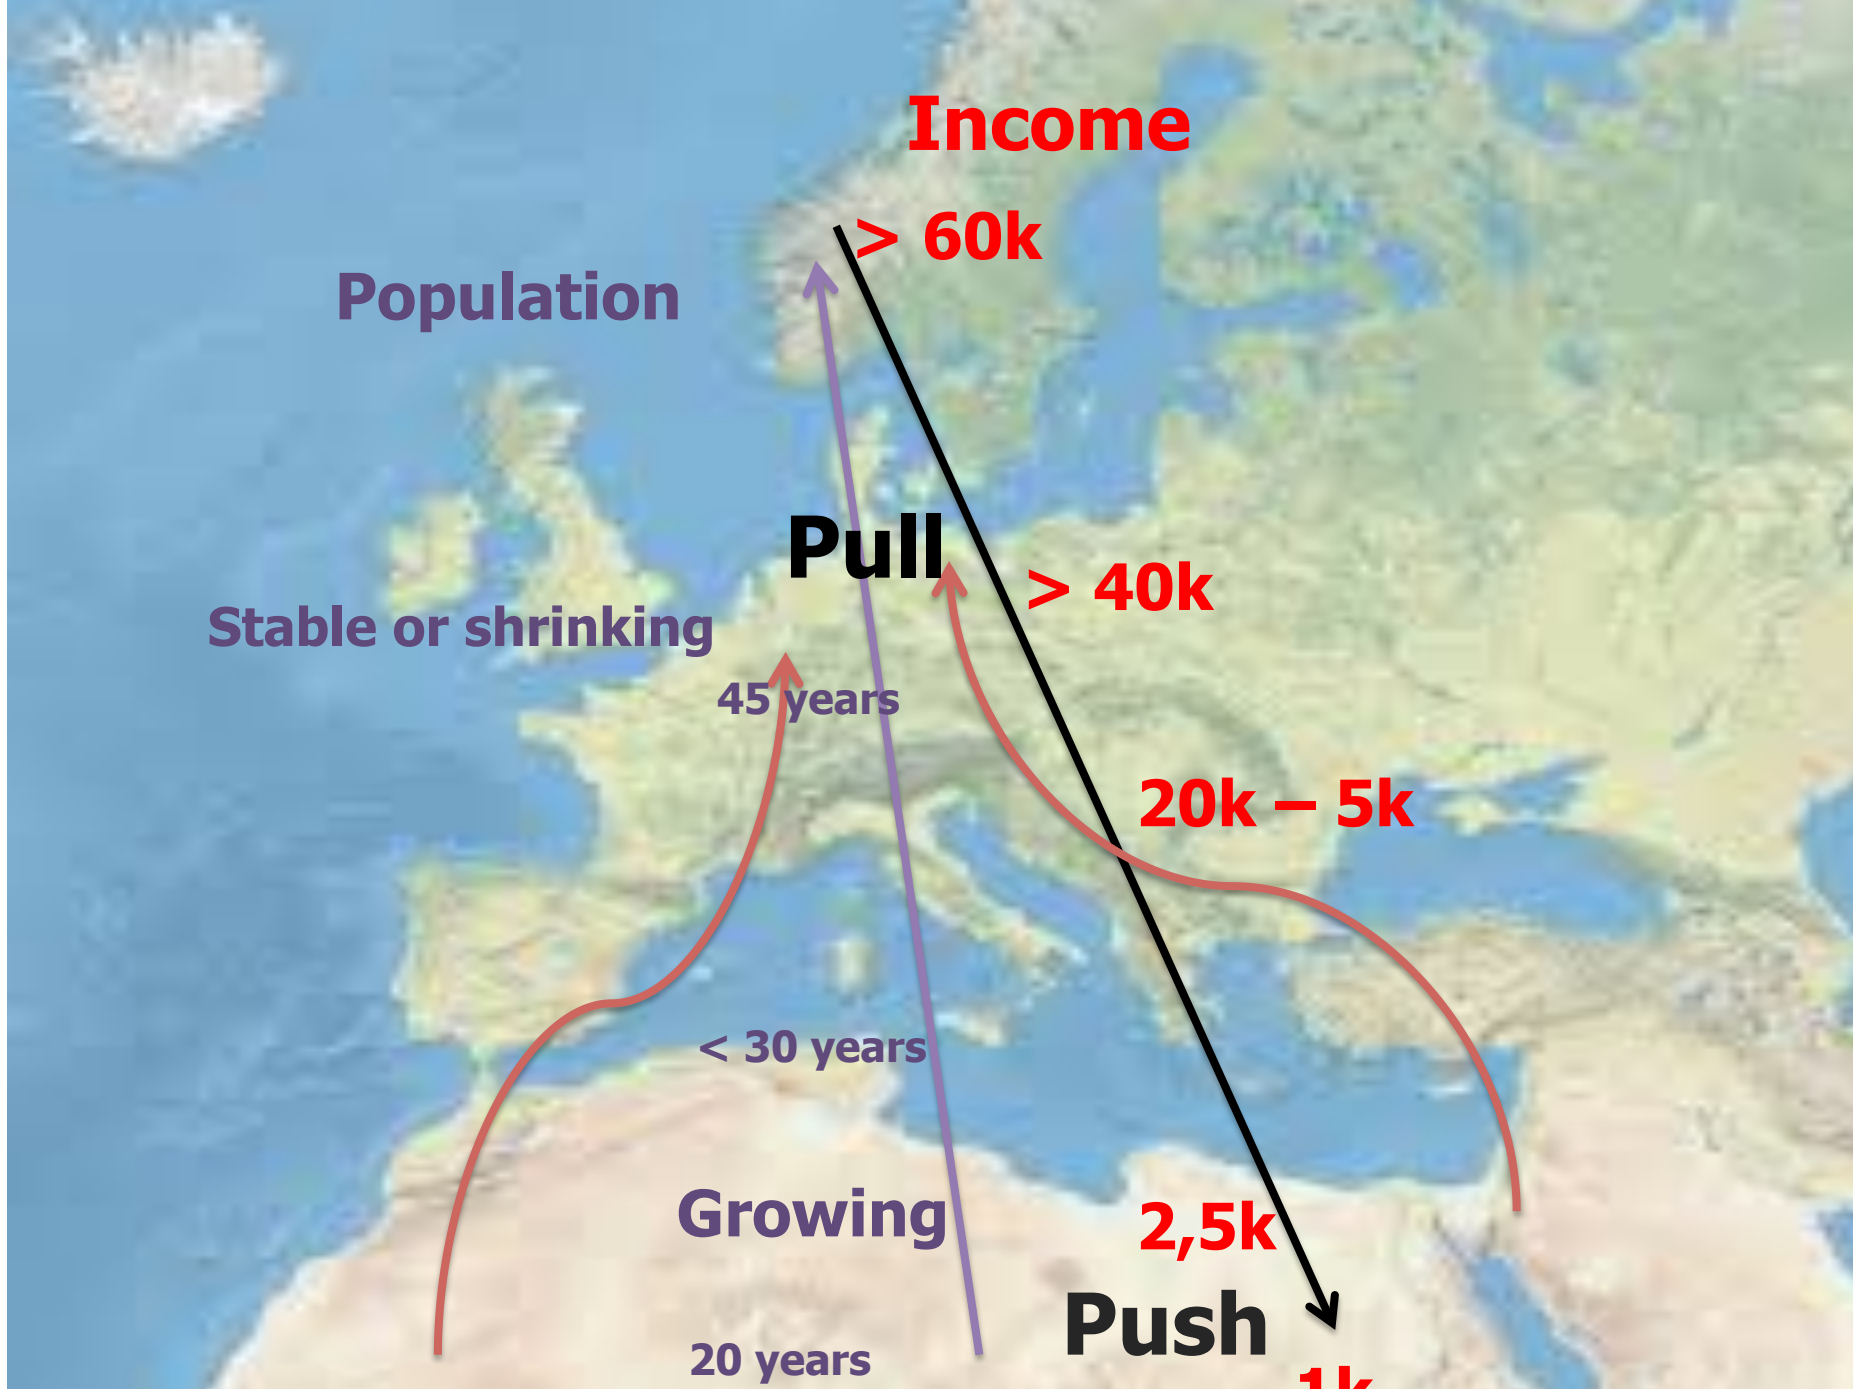 Income
> 60k
Population
Pull
> 40k
Stable or shrinking
45 years
20k – 5k
< 30 years
Growing
2,5k
Push
20 years
1k